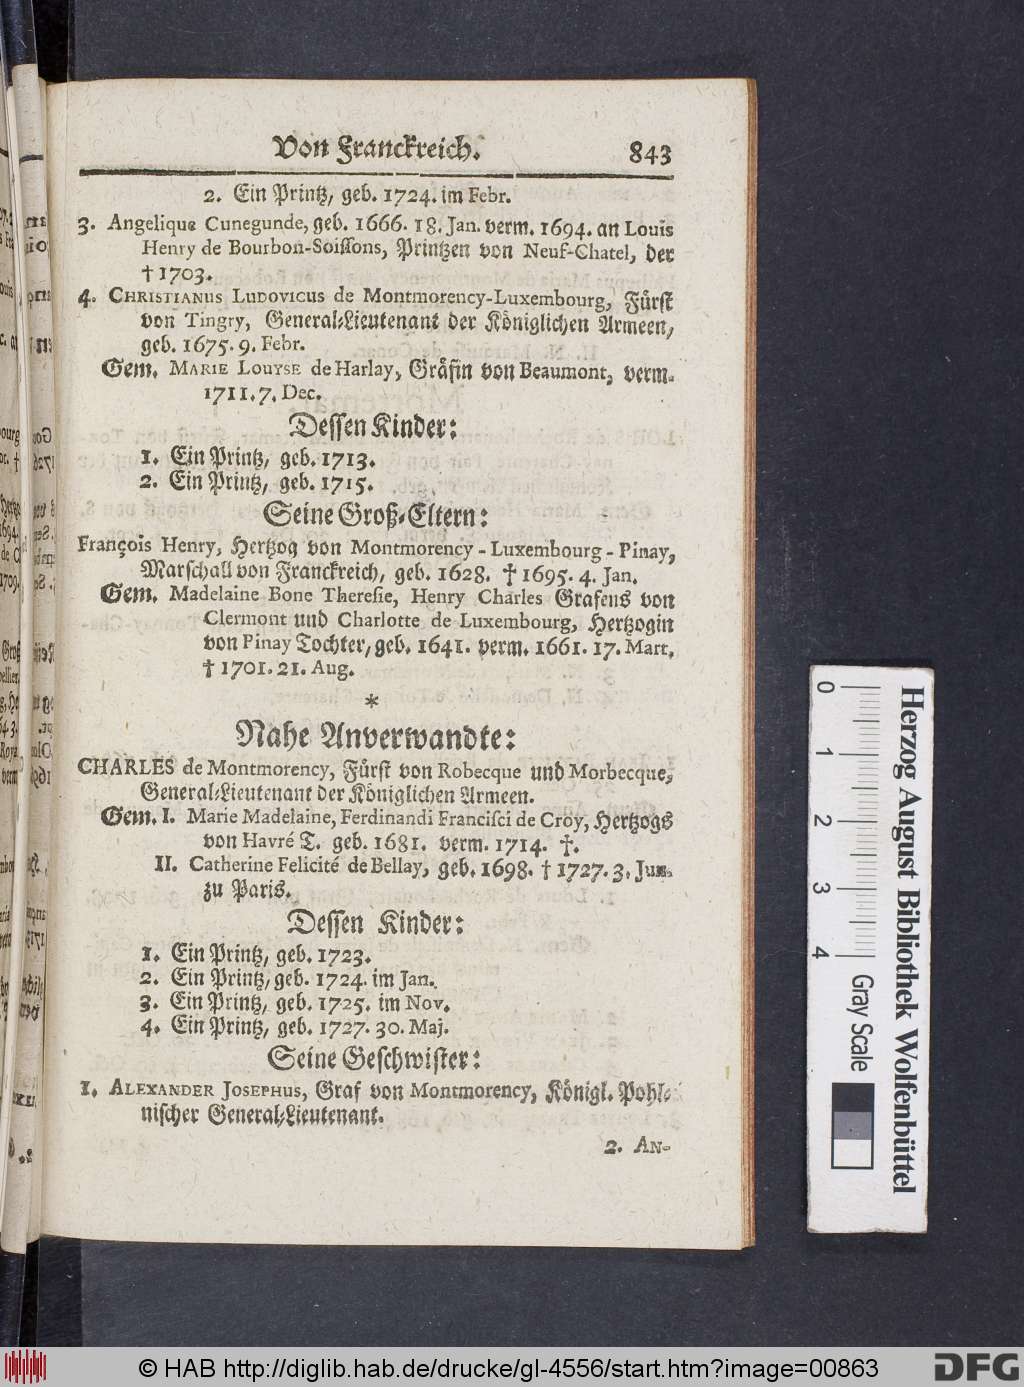 Von Franckreich. 843
2. Ein Printz, geb. 1724. im Febr.
3. Angelique Cunegunde, geb. 1666. 18. Jan. verm. 1694. an Louis
Henry de Bourbon-Soissons, Printzen von Neuf-Chatel, der
† 1703.
4. CHRISTIANUS LUDOVICUS de Montmorency-Luxembourg, Fürst
von Tingry, General-Lieutenant der Königlichen Armeen,
geb. 1675. 9. Febr.
Gem. MARIE LOUYSE de Harlay, Gräfin von Beaumont, verm.
1711. 7. Dec.
Dessen Kinder:
1. Ein Printz, geb. 1713.
2. Ein Printz, geb. 1715.
Seine Groß-Eltern:
François Henry, Hertzog von Montmorency-Luxembourg-Pinay,
Marschall von Franckreich, geb. 1628. † 1695. 4. Jan.
Gem. Madelaine Bone Theresie, Henry Charles Grafens von
Clermont und Charlotte de Luxembourg, Hertzogin
von Pinay Tochter, geb. 1641. verm. 1661. 17. Mart.
† 1701. 21. Aug.
*
Nahe Anverwandte:
CHARLES de Montmorency, Fürst von Robecque und Morbecque,
General-Lieutenant der Königlichen Armeen.
Gem. I. Marie Madelaine, Ferdinandi Francisci de Croy, Hertzogs
von Havré T. geb. 1681. verm. 1714. †.
II. Catherine Felicité de Bellay, geb. 1698. † 1727. 3. Jun.
zu Paris.
Dessen Kinder:
1. Ein Printz, geb. 1723.
2. Ein Printz, geb. 1724. im Jan.
3. Ein Printz, geb. 1725. im Nov.
4. Ein Printz, geb. 1727. 30. Maj.
Seine Geschwister:
1. ALEXANDER JOSEPHUS, Graf von Montmorency, Königl. Pohl-
nischer General-Lieutenant.
2. AN-
0 1 2 3 4
Gray Scale
Herzog August Bibliothek Wolfenbüttel
© HAB http://diglib.hab.de/drucke/gl-4556/start.htm?image=00863
DFG